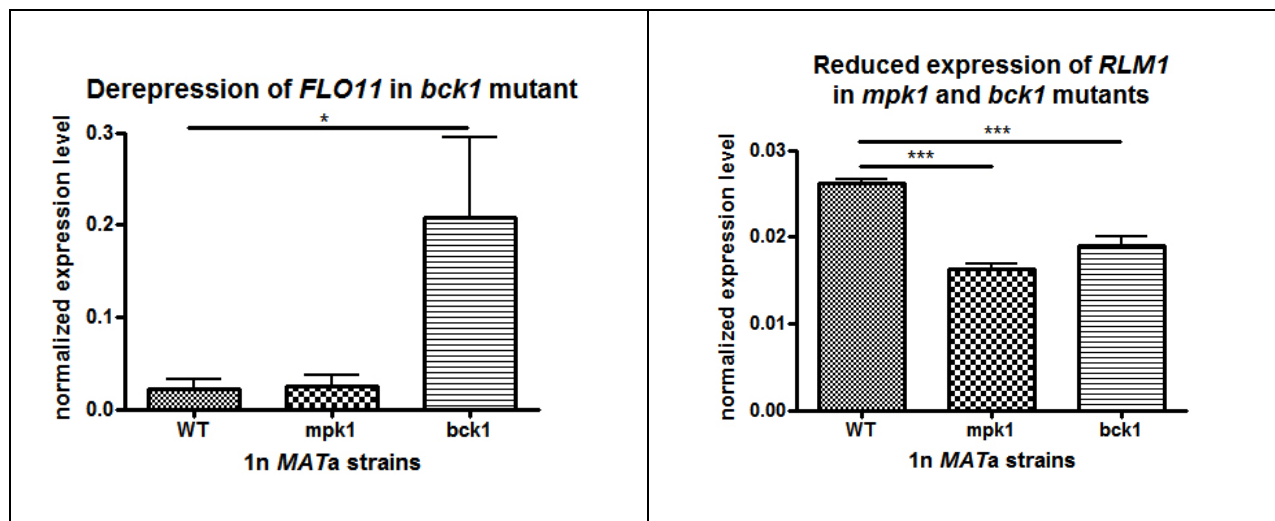 Derepression of FLO11 in bck1 mutant
*
normalized expression level
0.3
0.2
0.1
0.0
WT mpk1 bck1
1n MATa strains
Reduced expression of RLM1
in mpk1 and bck1 mutants
***
***
normalized expression level
0.03
0.02
0.01
0.00
WT mpk1 bck1
1n MATa strains